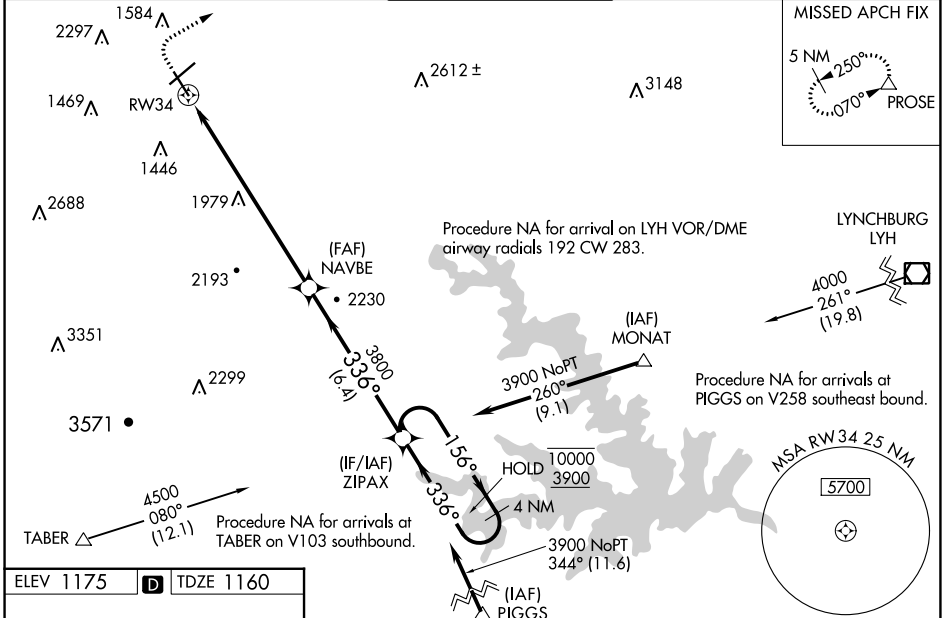 1584
2297
MISSED APCH FIX
5 NM
250°
070°
PROSE
2612 ±
3148
RW34
1469
1446
1979
2688
Procedure NA for arrival on LYH VOR/DME
airway radials 192 CW 283.
LYNCHBURG
LYH
(FAF)
NAVBE
2193
2230
4000
261°
(19.8)
(IAF)
MONAT
3351
3800
336°
(6.4)
3900 NoPT
260°
(9.1)
2299
Procedure NA for arrivals at
PIGGS on V258 southeast bound.
3571
156°
(IF/IAF)
ZIPAX
HOLD
10000
3900
336°
4 NM
MSA RW34 25 NM
5700
4500
080°
(12.1)
TABER
Procedure NA for arrivals at
TABER on V103 southbound.
3900 NoPT
344° (11.6)
(IAF)
PIGGS
ELEV 1175 D TDZE 1160